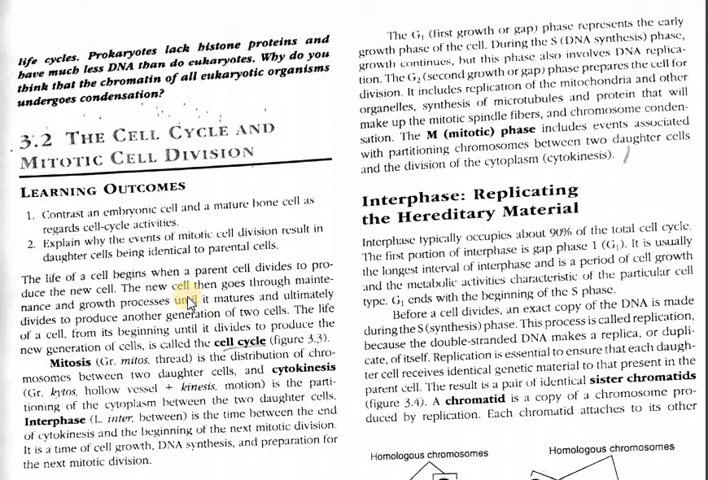 life cycles. Prokaryotes lack histone proteins and
have much less DNA than do eukaryotes. Why do you
think that the chromatin of all eukaryotic organisms
undergoes condensation?
3.2 THE CELL CYCLE AND
MITOTIC CELL DIVISION
LEARNING OUTCOMES
1. Contrast an embryonic cell and a mature bone cell as
regards cell-cycle activities.
2. Explain why the events of mitotic cell division result in
daughter cells being identical to parental cells.
The life of a cell begins when a parent cell divides to pro-
duce the new cell. The new cell then goes through mainte-
nance and growth processes until it matures and ultimately
divides to produce another generation of two cells. The life
of a cell, from its beginning until it divides to produce the
new generation of cells, is called the cell cycle (figure 3.3).
Mitosis (Gr. mitos, thread) is the distribution of chro-
mosomes between two daughter cells, and cytokinesis
(Gr. kytos, hollow vessel + kinesis, motion) is the parti-
tioning of the cytoplasm between the two daughter cells.
Interphase (L. inter, between) is the time between the end
of cytokinesis and the beginning of the next mitotic division.
It is a time of cell growth, DNA synthesis, and preparation for
the next mitotic division.
The G₁ (first growth or gap) phase represents the early
growth phase of the cell. During the S (DNA synthesis) phase,
growth continues, but this phase also involves DNA replica-
tion. The G₂ (second growth or gap) phase prepares the cell for
division. It includes replication of the mitochondria and other
organelles, synthesis of microtubules and protein that will
make up the mitotic spindle fibers, and chromosome conden-
sation. The M (mitotic) phase includes events associated
with partitioning chromosomes between two daughter cells
and the division of the cytoplasm (cytokinesis).
Interphase: Replicating
the Hereditary Material
Interphase typically occupies about 90% of the total cell cycle.
The first portion of interphase is gap phase 1 (G₁). It is usually
the longest interval of interphase and is a period of cell growth
and the metabolic activities characteristic of the particular cell
type. G₁ ends with the beginning of the S phase.
Before a cell divides, an exact copy of the DNA is made
during the S (synthesis) phase. This process is called replication,
because the double-stranded DNA makes a replica, or dupli-
cate, of itself. Replication is essential to ensure that each daugh-
ter cell receives identical genetic material to that present in the
parent cell. The result is a pair of identical sister chromatids
(figure 3.4). A chromatid is a copy of a chromosome pro-
duced by replication. Each chromatid attaches to its other
Homologous chromosomes
Homologous chromosomes